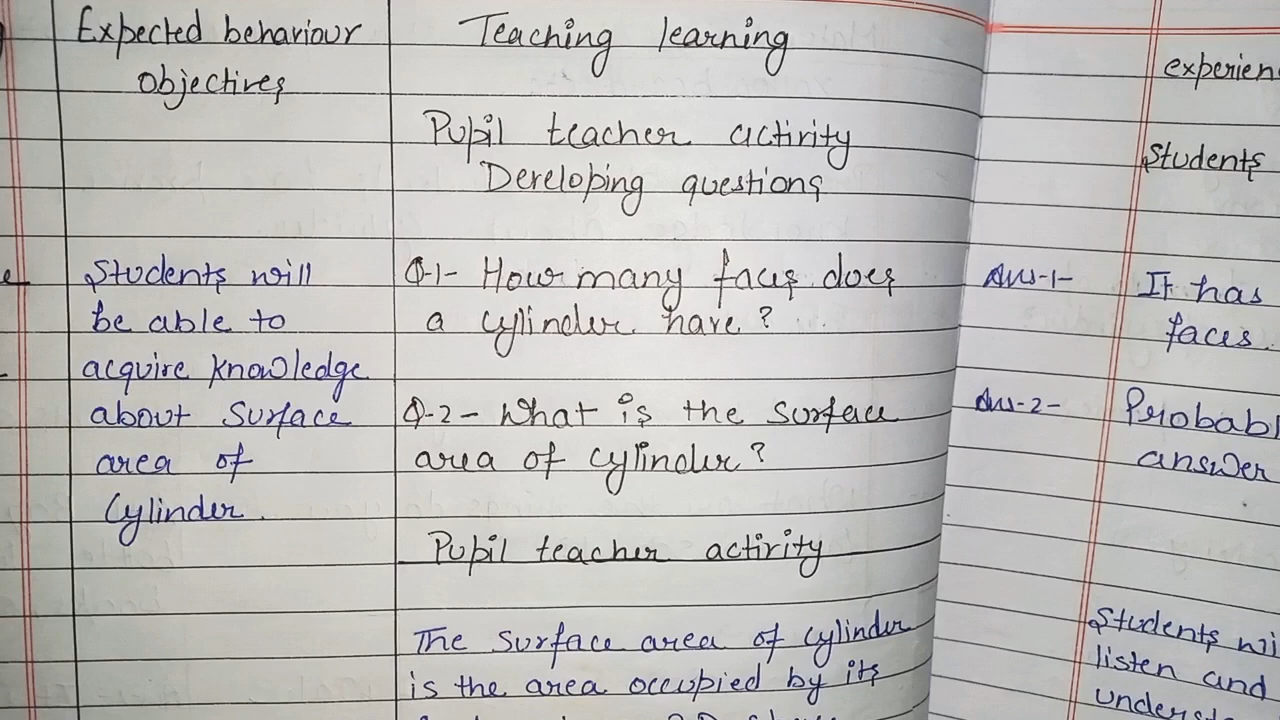 Expected behaviour
objectives
Teaching learning
Pupil teacher activity
Developing questions
Students will
be able to
acquire knowledge
about surface
area of
Cylinder.
Q-1- How many faces does
a cylinder have?
Q-2- What is the surface
area of cylinder?
Pupil teacher activity
The surface area of cylinder
is the area occupied by its
experien
Students
Ans-1- It has
faces.
Ans-2- Probabl
answer
Students wi
listen and